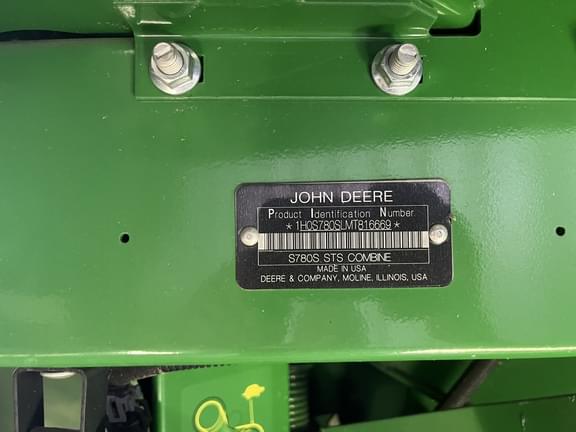 JOHN DEERE
Product Identification Number
*1H0S780SLMT816669*
S780S STS COMBINE
MADE IN USA
DEERE & COMPANY, MOLINE, ILLINOIS, USA